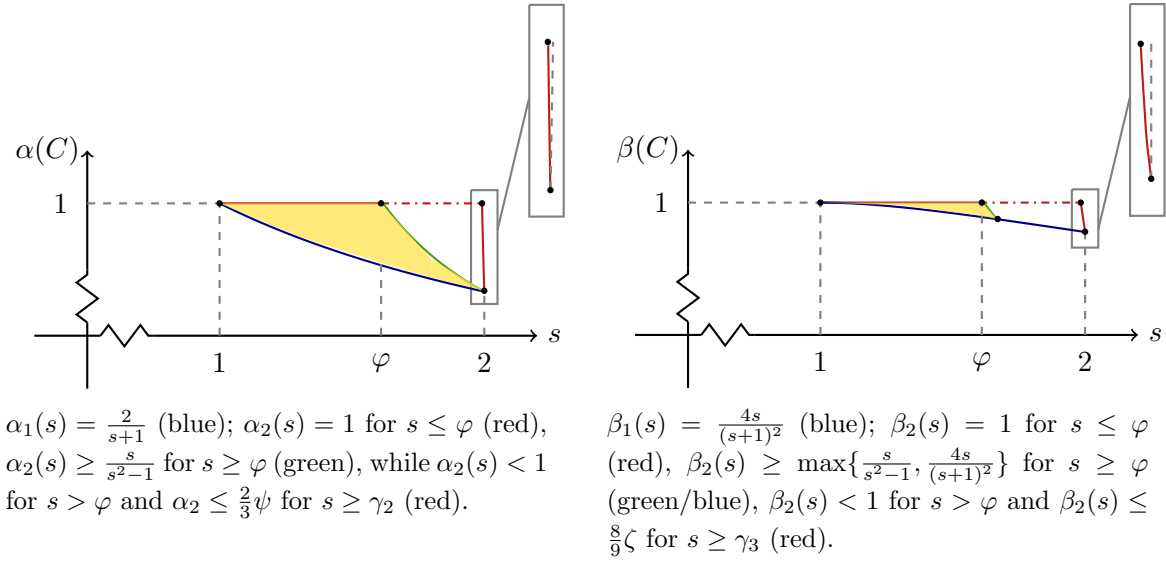 α(C)
1
1
φ
2
s
β(C)
1
1
φ
2
s
α₁(s) = 2/(s+1) (blue); α₂(s) = 1 for s ≤ φ (red),
α₂(s) ≥ s/(s²−1) for s ≥ φ (green), while α₂(s) < 1
for s > φ and α₂ ≤ 2/3 ψ for s ≥ γ₂ (red).
β₁(s) = 4s/(s+1)² (blue); β₂(s) = 1 for s ≤ φ
(red), β₂(s) ≥ max{s/(s²−1), 4s/(s+1)²} for s ≥ φ
(green/blue), β₂(s) < 1 for s > φ and β₂(s) ≤
8/9 ζ for s ≥ γ₃ (red).